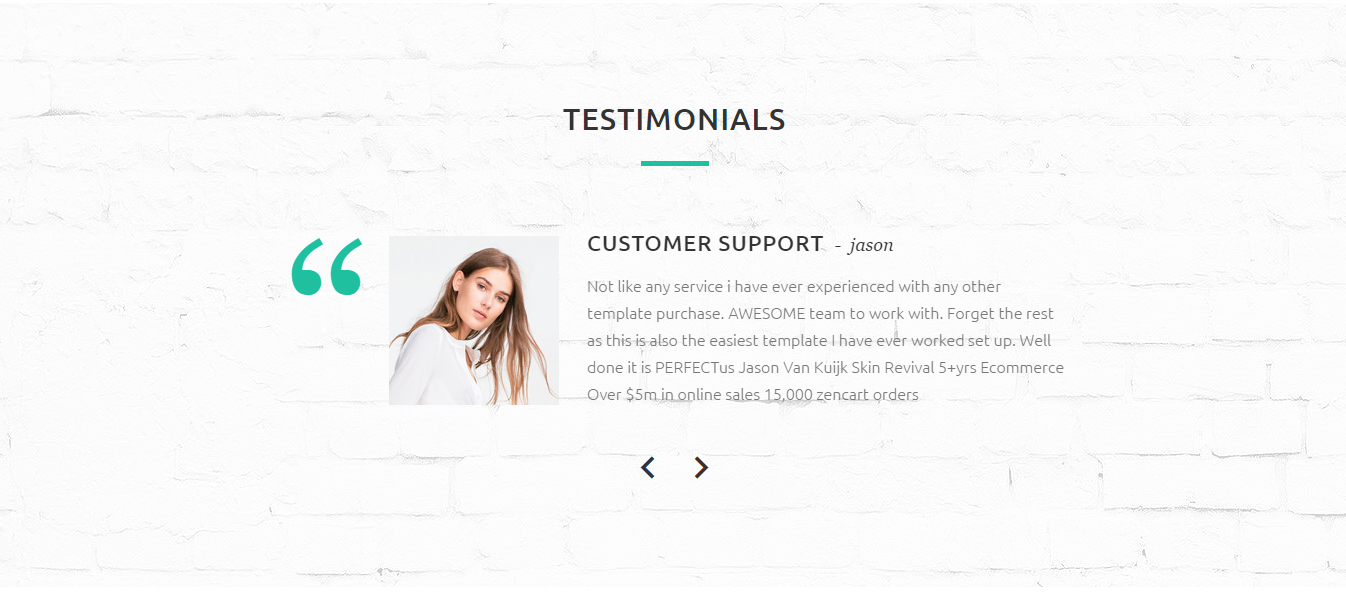 TESTIMONIALS
“
CUSTOMER SUPPORT - jason
Not like any service i have ever experienced with any other
template purchase. AWESOME team to work with. Forget the rest
as this is also the easiest template I have ever worked set up. Well
done it is PERFECTus Jason Van Kuijk Skin Revival 5+yrs Ecommerce
Over $5m in online sales 15,000 zencart orders